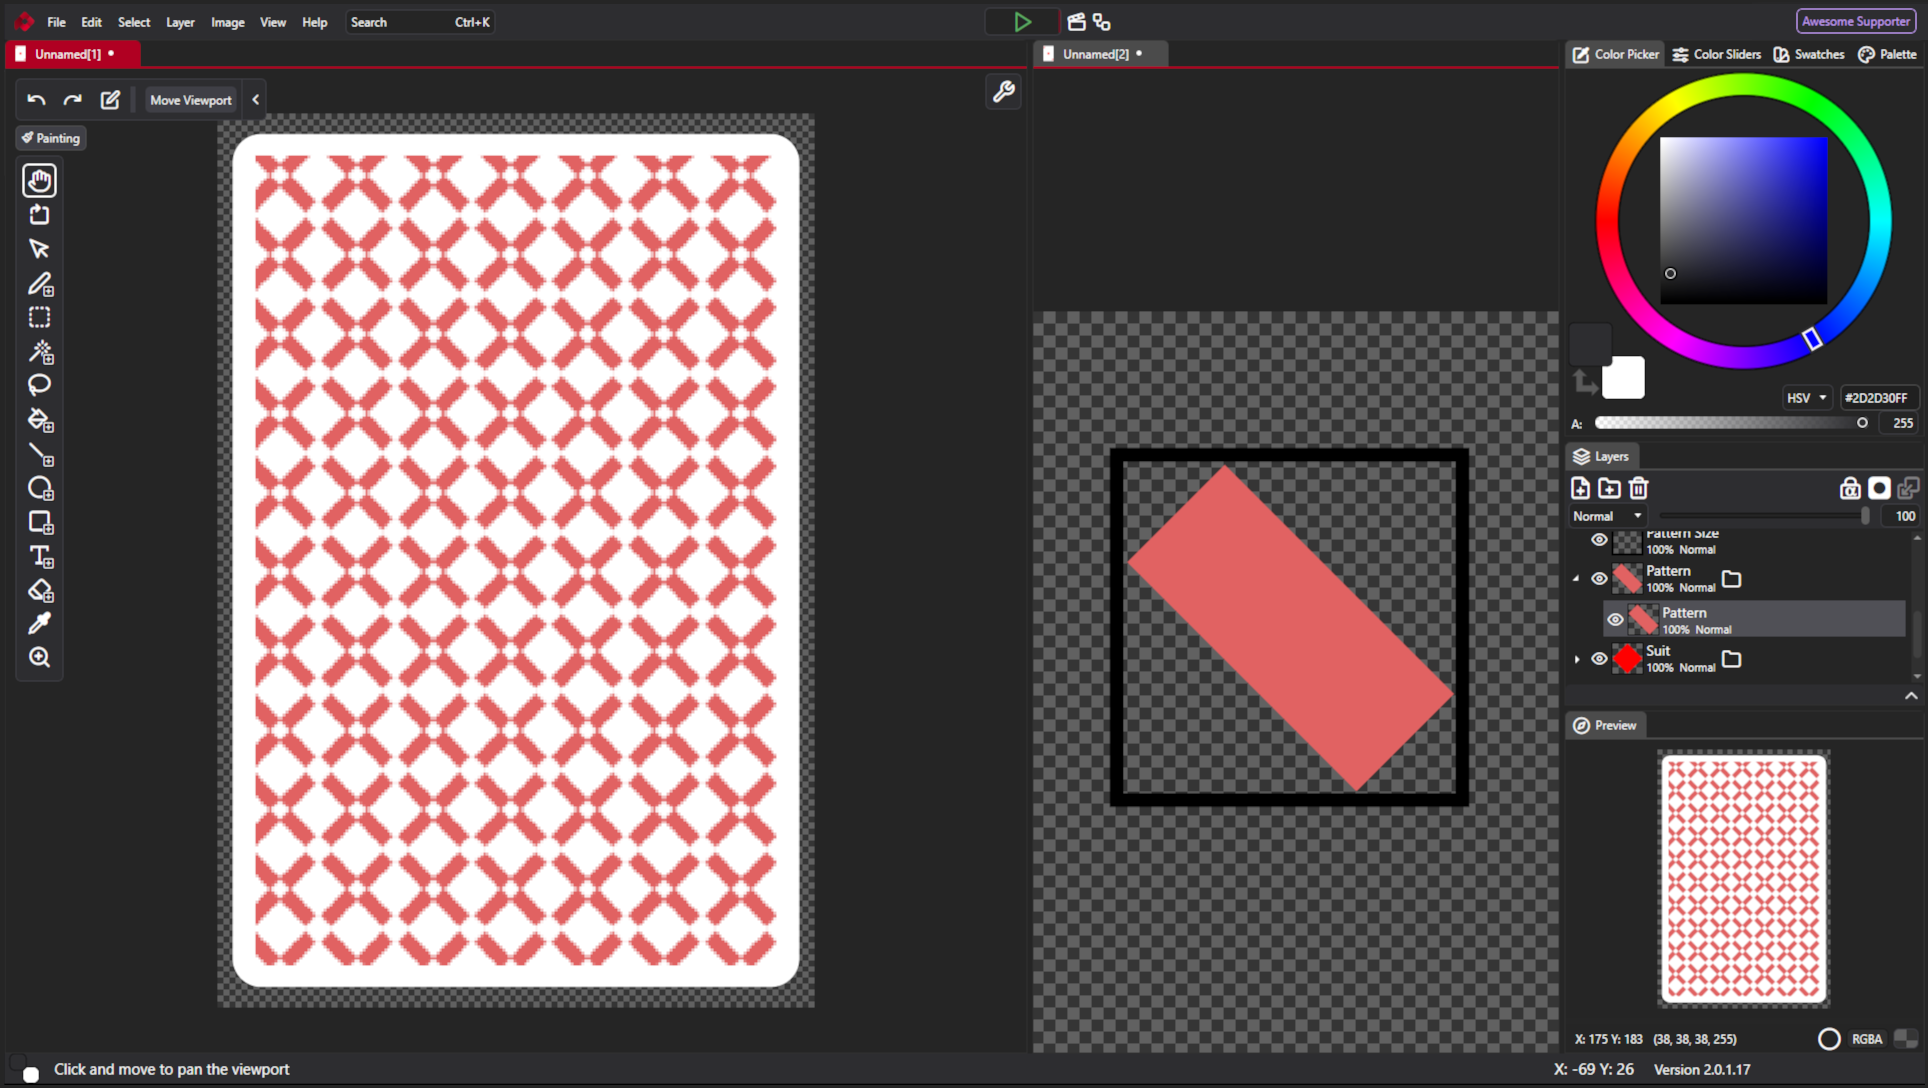 File Edit Select Layer Image View Help Search Ctrl+K
Awesome Supporter
Unnamed[1]
Unnamed[2]
Color Picker Color Sliders Swatches Palette
Move Viewport
Painting
HSV #2D2D30FF
A: 255
Layers
Normal 100
Pattern Size
100% Normal
Pattern
100% Normal
Pattern
100% Normal
Suit
100% Normal
Preview
X: 175 Y: 183 (38, 38, 38, 255) RGBA
Click and move to pan the viewport
X: -69 Y: 26 Version 2.0.1.17